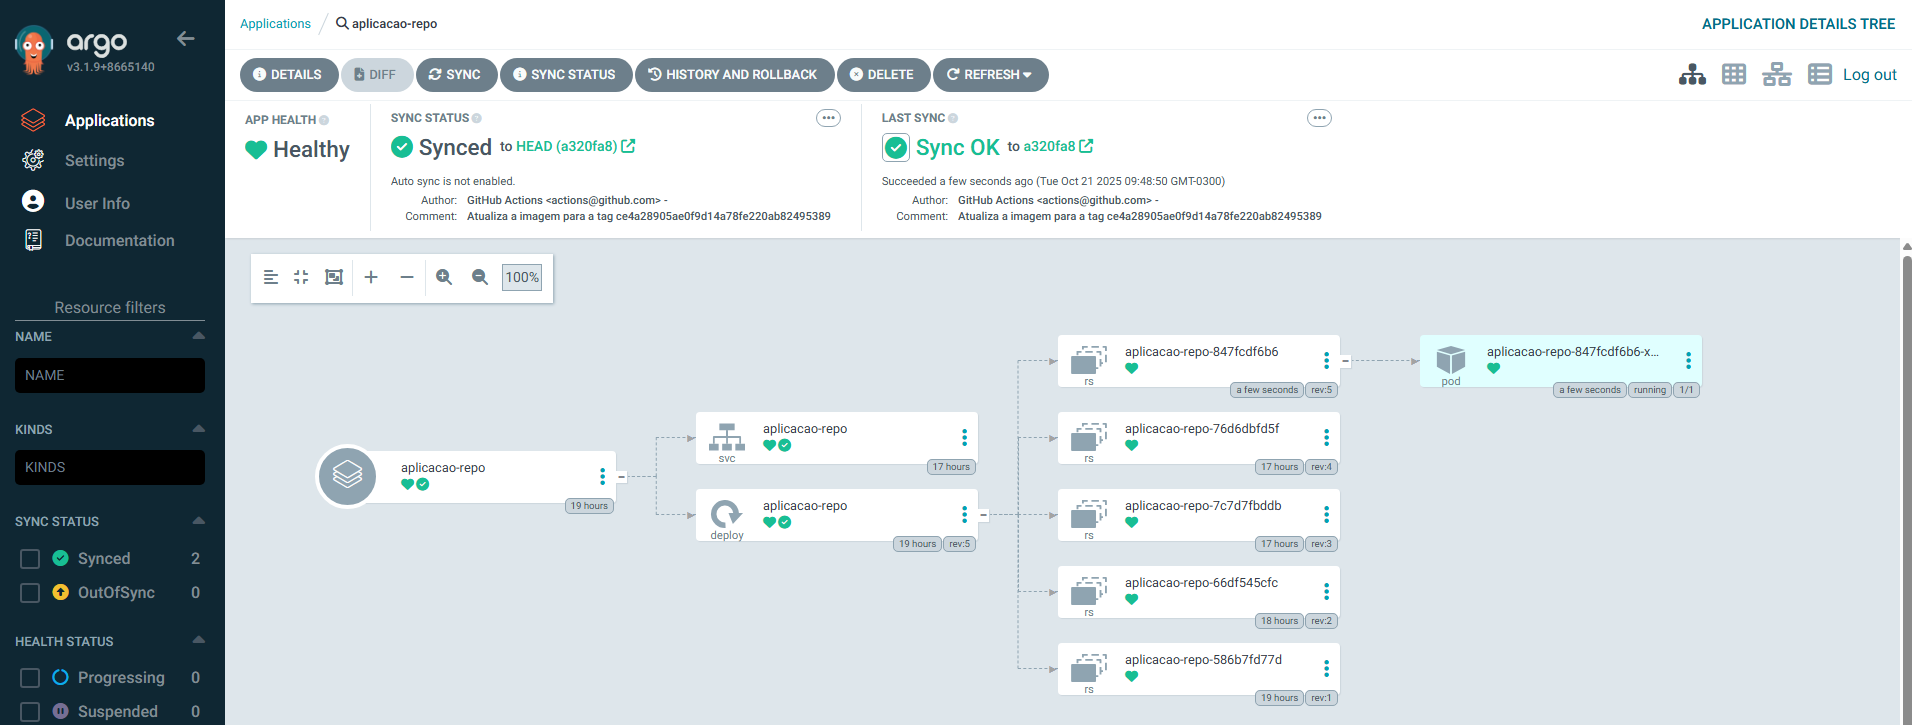 argo
v3.1.9+8665140
Applications
Settings
User Info
Documentation
Resource filters
NAME
NAME
KINDS
KINDS
SYNC STATUS
Synced 2
OutOfSync 0
HEALTH STATUS
Progressing 0
Suspended 0
Applications / aplicacao-repo
APPLICATION DETAILS TREE
DETAILS DIFF SYNC SYNC STATUS HISTORY AND ROLLBACK DELETE REFRESH
Log out
APP HEALTH
Healthy
SYNC STATUS
Synced to HEAD (a320fa8)
Auto sync is not enabled.
Author: GitHub Actions <actions@github.com> -
Comment: Atualiza a imagem para a tag ce4a28905ae0f9d14a78fe220ab82495389
LAST SYNC
Sync OK to a320fa8
Succeeded a few seconds ago (Tue Oct 21 2025 09:48:50 GMT-0300)
Author: GitHub Actions <actions@github.com> -
Comment: Atualiza a imagem para a tag ce4a28905ae0f9d14a78fe220ab82495389
100%
aplicacao-repo
19 hours
aplicacao-repo
svc
17 hours
aplicacao-repo
deploy
19 hours rev:5
aplicacao-repo-847fcdf6b6
rs
a few seconds rev:5
aplicacao-repo-76d6dbfd5f
rs
17 hours rev:4
aplicacao-repo-7c7d7fbddb
rs
17 hours rev:3
aplicacao-repo-66df545cfc
rs
18 hours rev:2
aplicacao-repo-586b7fd77d
rs
19 hours rev:1
aplicacao-repo-847fcdf6b6-x...
pod
a few seconds running 1/1